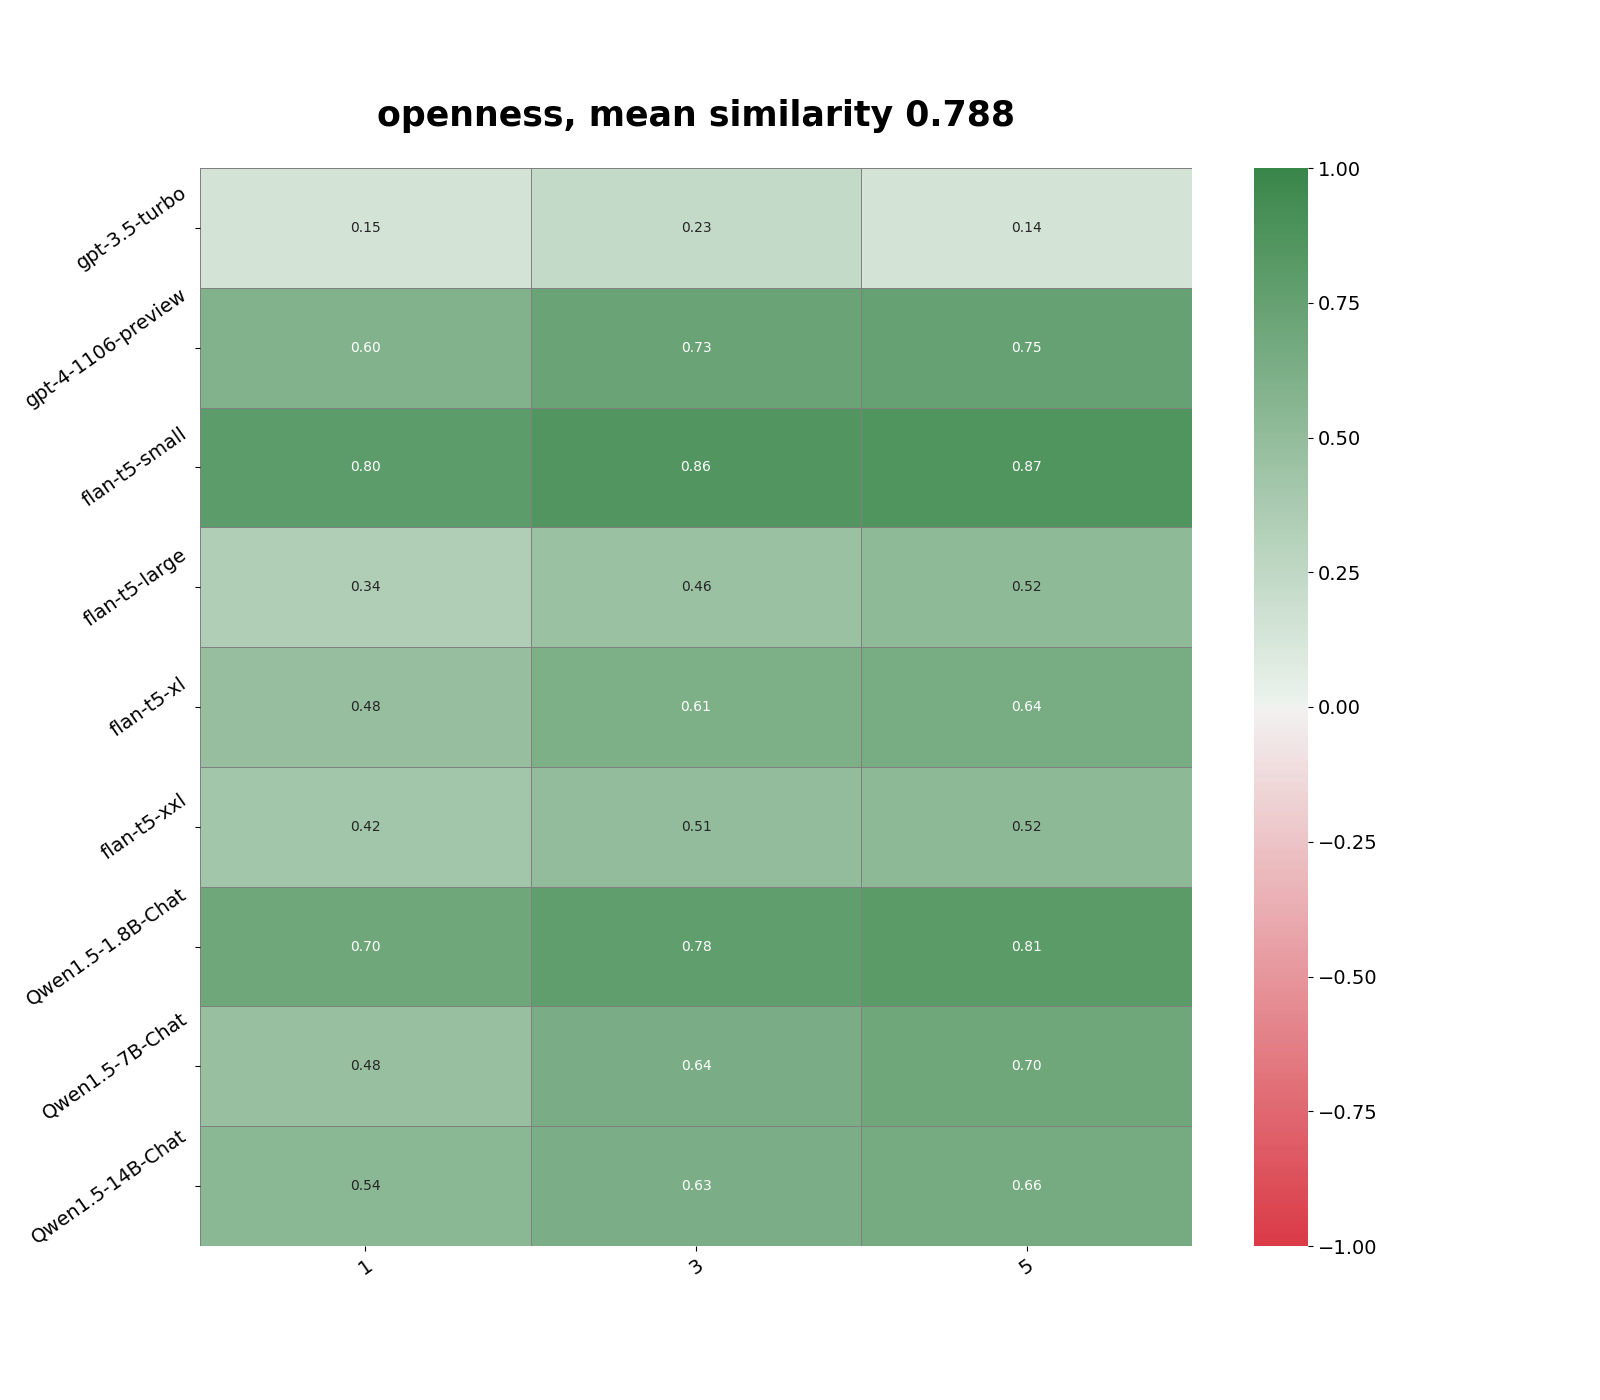 openness, mean similarity 0.788
gpt-3.5-turbo 0.15 0.23 0.14
gpt-4-1106-preview 0.60 0.73 0.75
flan-t5-small 0.80 0.86 0.87
flan-t5-large 0.34 0.46 0.52
flan-t5-xl 0.48 0.61 0.64
flan-t5-xxl 0.42 0.51 0.52
Qwen1.5-1.8B-Chat 0.70 0.78 0.81
Qwen1.5-7B-Chat 0.48 0.64 0.70
Qwen1.5-14B-Chat 0.54 0.63 0.66
1 3 5
1.00
0.75
0.50
0.25
0.00
−0.25
−0.50
−0.75
−1.00